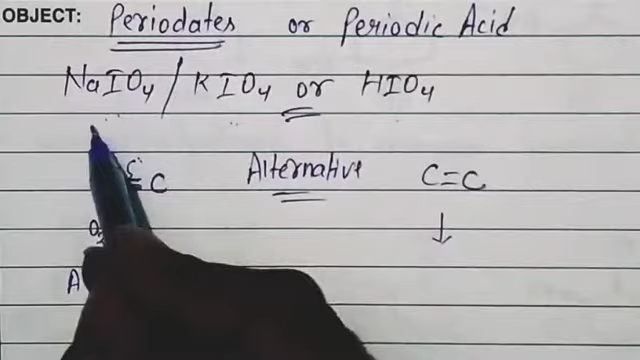 OBJECT: Periodates or Periodic Acid
NaIO4 / KIO4 or HIO4
C Alternative C=C
A